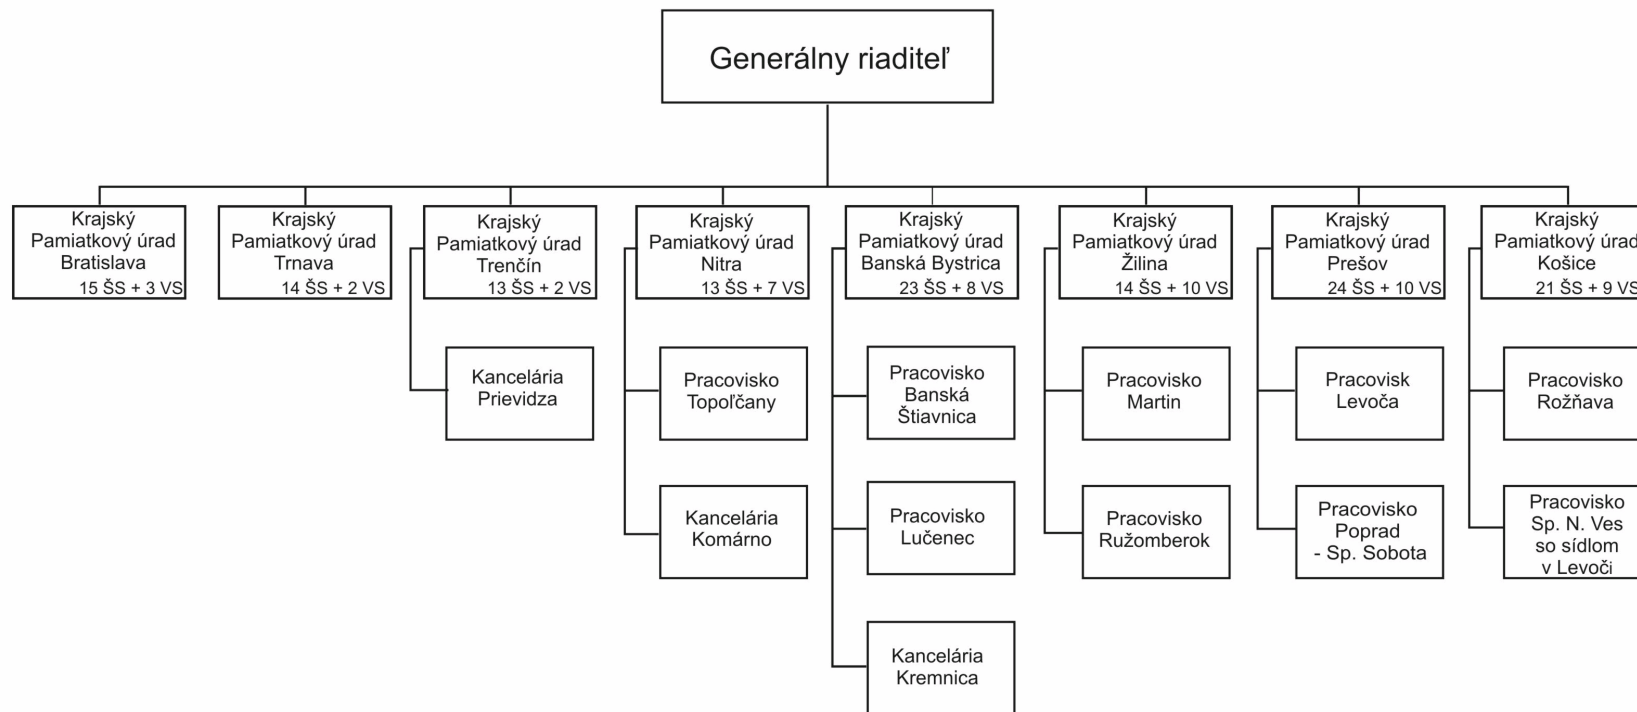 Generálny riaditeľ
Krajský
Pamiatkový úrad
Bratislava
15 ŠS + 3 VS
Krajský
Pamiatkový úrad
Trnava
14 ŠS + 2 VS
Krajský
Pamiatkový úrad
Trenčín
13 ŠS + 2 VS
Krajský
Pamiatkový úrad
Nitra
13 ŠS + 7 VS
Krajský
Pamiatkový úrad
Banská Bystrica
23 ŠS + 8 VS
Krajský
Pamiatkový úrad
Žilina
14 ŠS + 10 VS
Krajský
Pamiatkový úrad
Prešov
24 ŠS + 10 VS
Krajský
Pamiatkový úrad
Košice
21 ŠS + 9 VS
Kancelária
Prievidza
Pracovisko
Topoľčany
Pracovisko
Banská
Štiavnica
Pracovisko
Martin
Pracovisk
Levoča
Pracovisko
Rožňava
Kancelária
Komárno
Pracovisko
Lučenec
Pracovisko
Ružomberok
Pracovisko
Poprad
- Sp. Sobota
Pracovisko
Sp. N. Ves
so sídlom
v Levoči
Kancelária
Kremnica